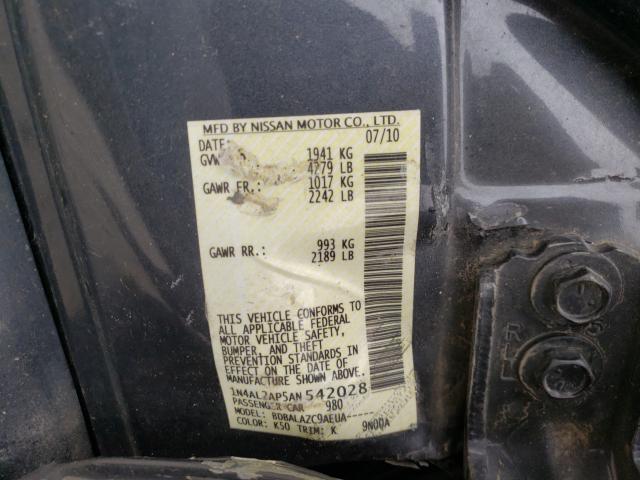 MFD BY NISSAN MOTOR CO., LTD.
DATE 07/10
GVW 1941 KG
4279 LB
GAWR FR.: 1017 KG
2242 LB
GAWR RR.: 993 KG
2189 LB
THIS VEHICLE CONFORMS TO
ALL APPLICABLE FEDERAL
MOTOR VEHICLE SAFETY,
BUMPER, AND THEFT
PREVENTION STANDARDS IN
EFFECT ON THE DATE OF
MANUFACTURE SHOWN ABOVE.
1N4AL2AP5AN542028
PASSENGER CAR 980
MODEL: BDBALAZC9AEUA-----
COLOR: K50 TRIM: K 9N00A